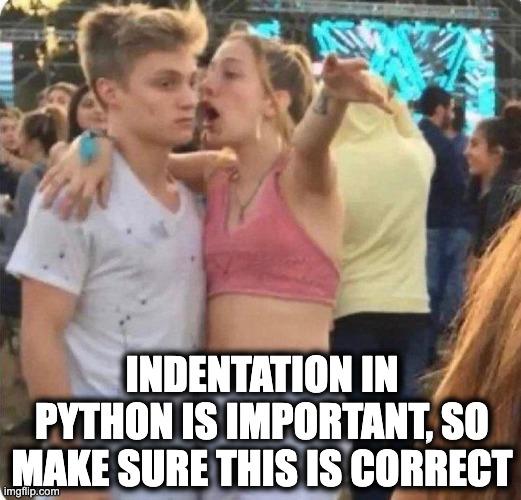 INDENTATION IN
PYTHON IS IMPORTANT, SO
MAKE SURE THIS IS CORRECT
imgflip.com